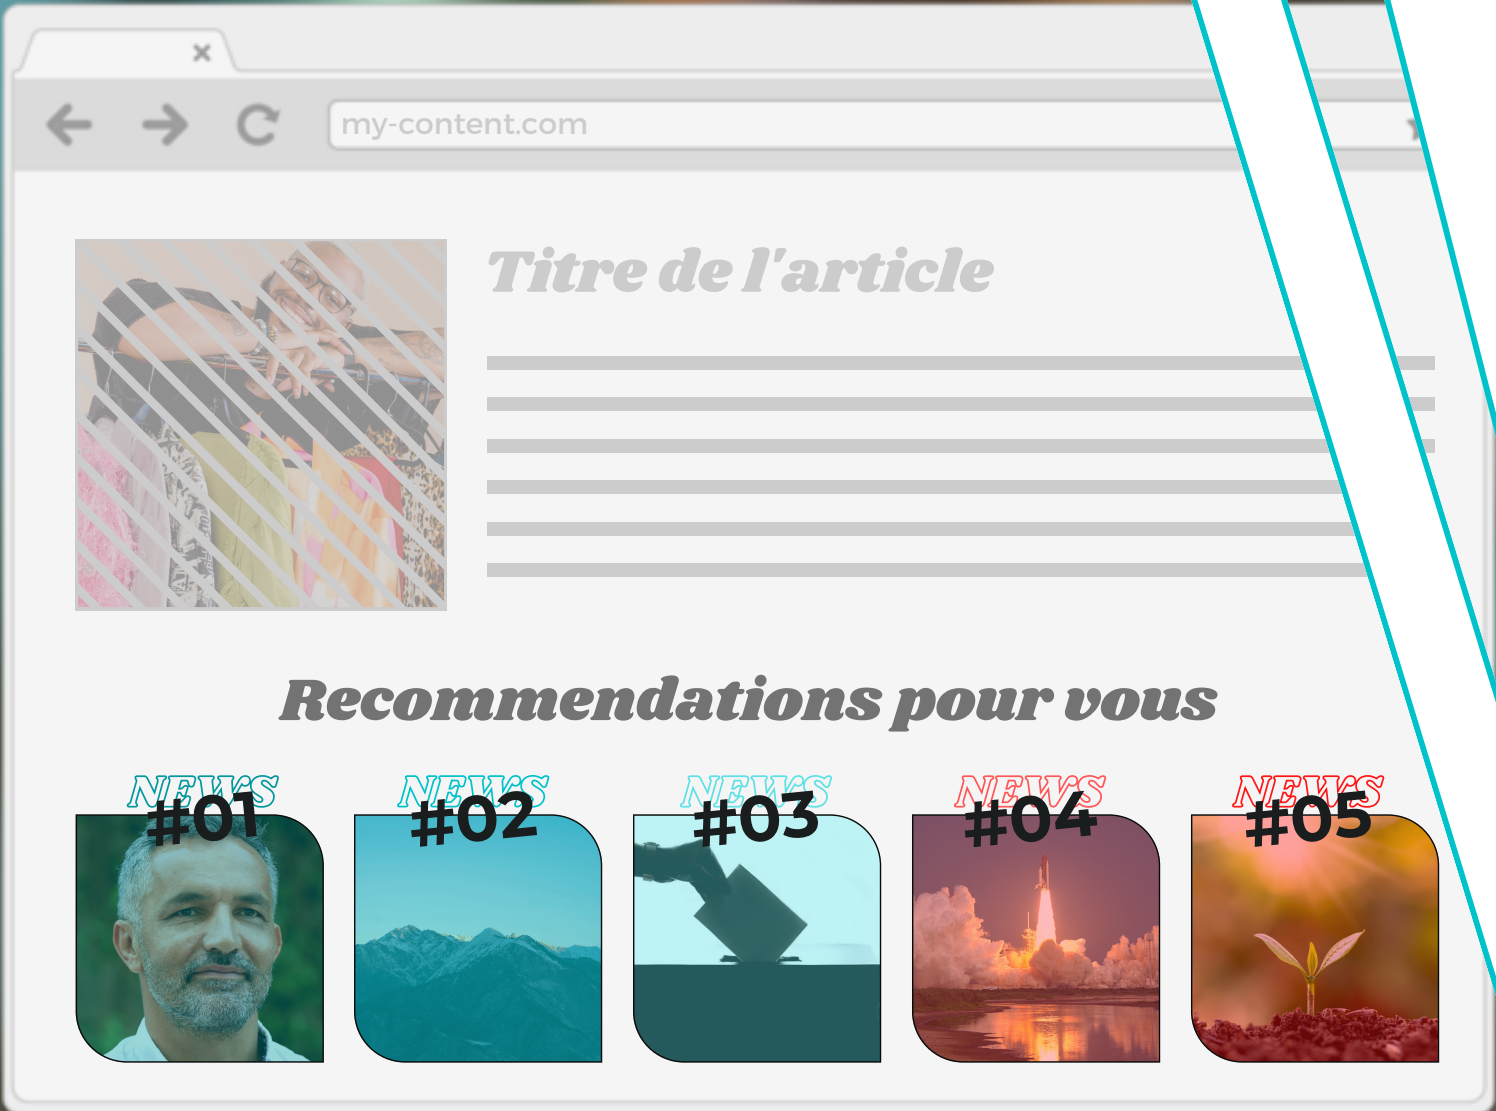 my-content.com
Titre de l'article
Recommendations pour vous
NEWS
#01
NEWS
#02
NEWS
#03
NEWS
#04
NEWS
#05